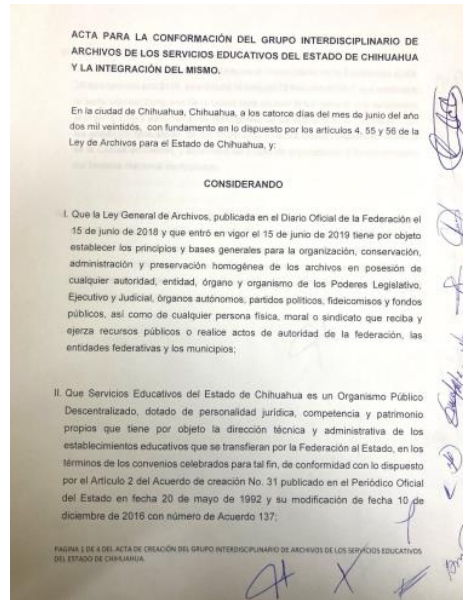 ACTA PARA LA CONFORMACIÓN DEL GRUPO INTERDISCIPLINARIO DE
ARCHIVOS DE LOS SERVICIOS EDUCATIVOS DEL ESTADO DE CHIHUAHUA
Y LA INTEGRACIÓN DEL MISMO.
En la ciudad de Chihuahua, Chihuahua, a los catorce días del mes de junio del año
dos mil veintidós, con fundamento en lo dispuesto por los artículos 4, 55 y 56 de la
Ley de Archivos para el Estado de Chihuahua, y:
CONSIDERANDO
I. Que la Ley General de Archivos, publicada en el Diario Oficial de la Federación el
15 de junio de 2018 y que entró en vigor el 15 de junio de 2019 tiene por objeto
establecer los principios y bases generales para la organización, conservación,
administración y preservación homogénea de los archivos en posesión de
cualquier autoridad, entidad, órgano y organismo de los Poderes Legislativo,
Ejecutivo y Judicial, órganos autónomos, partidos políticos, fideicomisos y fondos
públicos, así como de cualquier persona física, moral o sindicato que reciba y
ejerza recursos públicos o realice actos de autoridad de la federación, las
entidades federativas y los municipios;
II. Que Servicios Educativos del Estado de Chihuahua es un Organismo Público
Descentralizado, dotado de personalidad jurídica, competencia y patrimonio
propios que tiene por objeto la dirección técnica y administrativa de los
establecimientos educativos que se transfieran por la Federación al Estado, en los
términos de los convenios celebrados para tal fin, de conformidad con lo dispuesto
por el Artículo 2 del Acuerdo de creación No. 31 publicado en el Periódico Oficial
del Estado en fecha 20 de mayo de 1992 y su modificación de fecha 10 de
diciembre de 2016 con número de Acuerdo 137;
PAGINA 1 DE 4 DEL ACTA DE CREACIÓN DEL GRUPO INTERDISCIPLINARIO DE ARCHIVOS DE LOS SERVICIOS EDUCATIVOS
DEL ESTADO DE CHIHUAHUA.